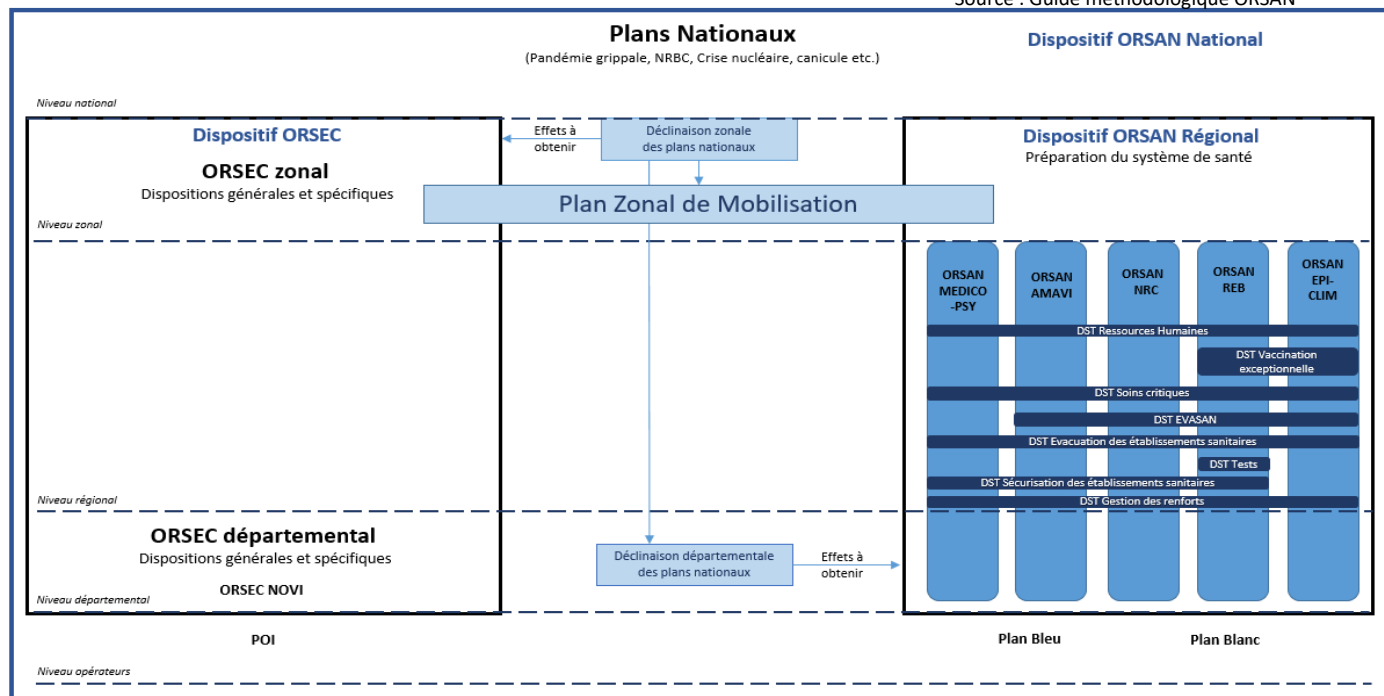 Source : Guide méthodologique ORSAN
Plans Nationaux
(Pandémie grippale, NRBC, Crise nucléaire, canicule etc.)
Dispositif ORSAN National
Niveau national
Dispositif ORSEC
ORSEC zonal
Dispositions générales et spécifiques
Effets à
obtenir
Déclinaison zonale
des plans nationaux
Dispositif ORSAN Régional
Préparation du système de santé
Plan Zonal de Mobilisation
Niveau zonal
ORSAN
MEDICO
-PSY
ORSAN
AMAVI
ORSAN
NRC
ORSAN
REB
ORSAN
EPI-
CLIM
DST Ressources Humaines
DST Vaccination
exceptionnelle
DST Soins critiques
DST EVASAN
DST Evacuation des établissements sanitaires
DST Tests
DST Sécurisation des établissements sanitaires
DST Gestion des renforts
Niveau régional
ORSEC départemental
Dispositions générales et spécifiques
ORSEC NOVI
Déclinaison départementale
des plans nationaux
Effets à
obtenir
Niveau départemental
POI
Plan Bleu
Plan Blanc
Niveau opérateurs